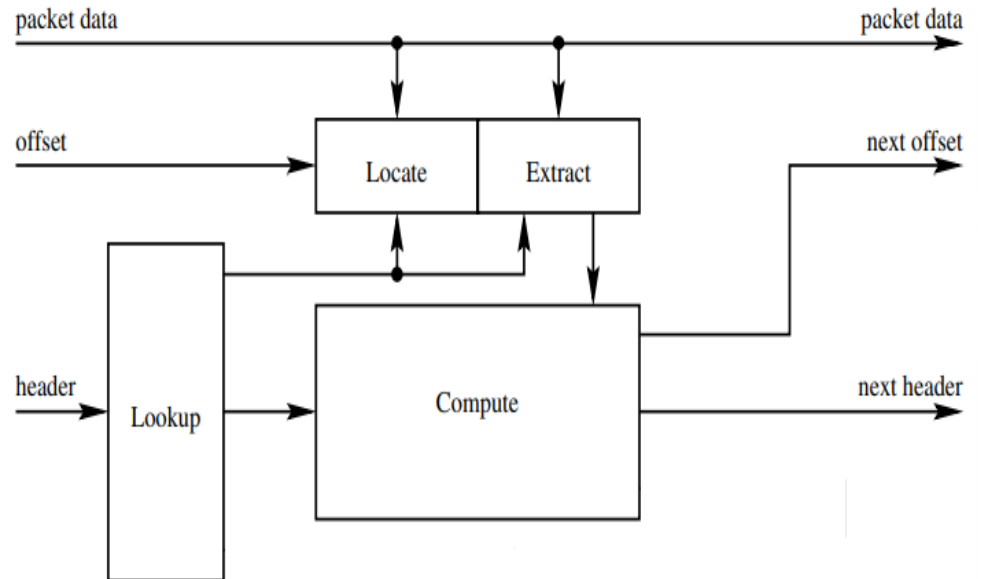 packet data
packet data
offset
next offset
Locate
Extract
header
next header
Lookup
Compute